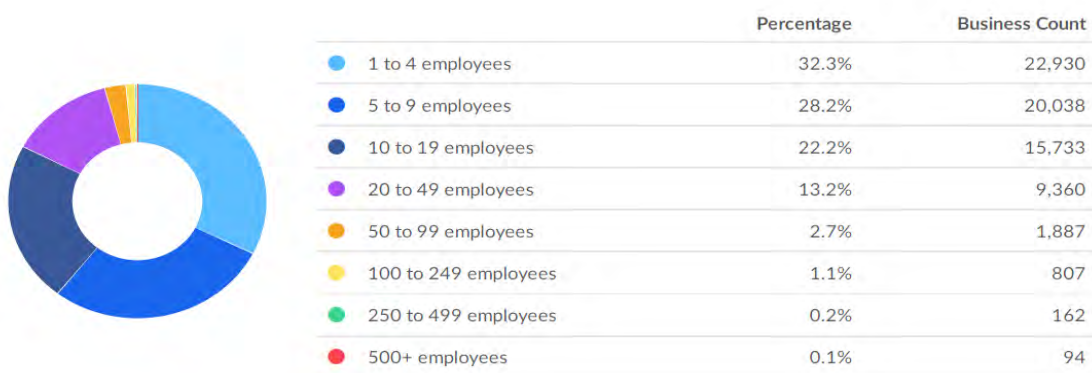 Percentage Business Count
1 to 4 employees 32.3% 22,930
5 to 9 employees 28.2% 20,038
10 to 19 employees 22.2% 15,733
20 to 49 employees 13.2% 9,360
50 to 99 employees 2.7% 1,887
100 to 249 employees 1.1% 807
250 to 499 employees 0.2% 162
500+ employees 0.1% 94